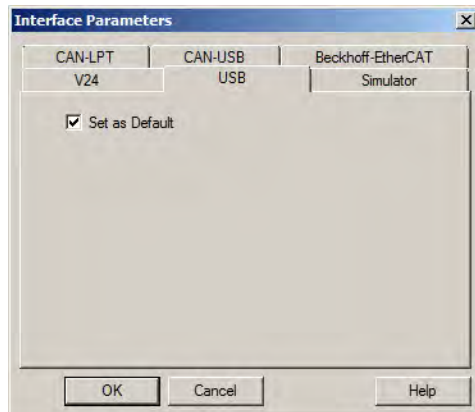 Interface Parameters
CAN-LPT CAN-USB Beckhoff-EtherCAT
V24 USB Simulator
Set as Default
OK Cancel Help